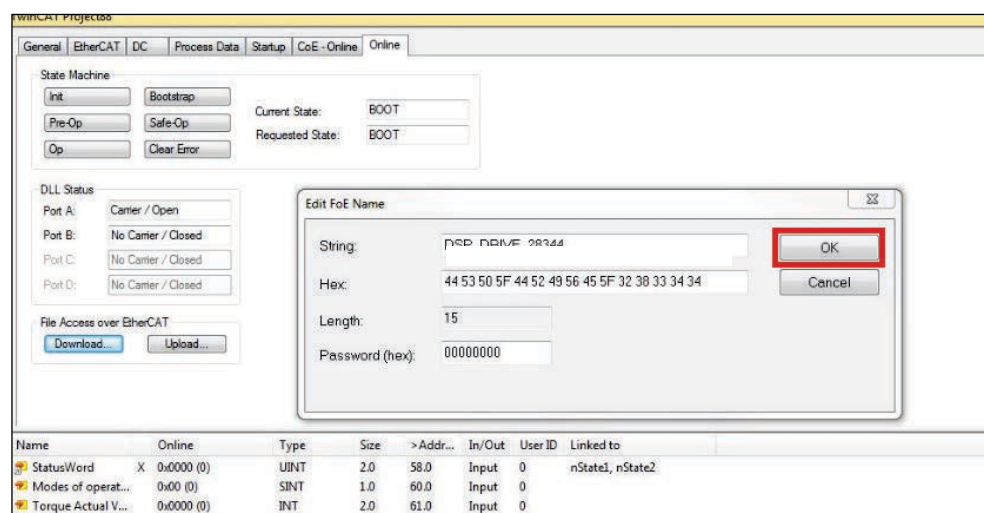 TwinCAT Project88
General EtherCAT DC Process Data Startup CoE - Online Online
State Machine
Init Bootstrap
Pre-Op Safe-Op
Op Clear Error
Current State: BOOT
Requested State: BOOT
DLL Status
Port A: Carrier / Open
Port B: No Carrier / Closed
Port C: No Carrier / Closed
Port D: No Carrier / Closed
File Access over EtherCAT
Download... Upload...
Edit FoE Name
String: DSP_DRIVE_28344
OK
Hex: 44 53 50 5F 44 52 49 56 45 5F 32 38 33 34 34
Cancel
Length: 15
Password (hex): 00000000
Name Online Type Size >Addr... In/Out User ID Linked to
StatusWord X 0x0000 (0) UINT 2.0 58.0 Input 0 nState1, nState2
Modes of operat... 0x00 (0) SINT 1.0 60.0 Input 0
Torque Actual V... 0x0000 (0) INT 2.0 61.0 Input 0